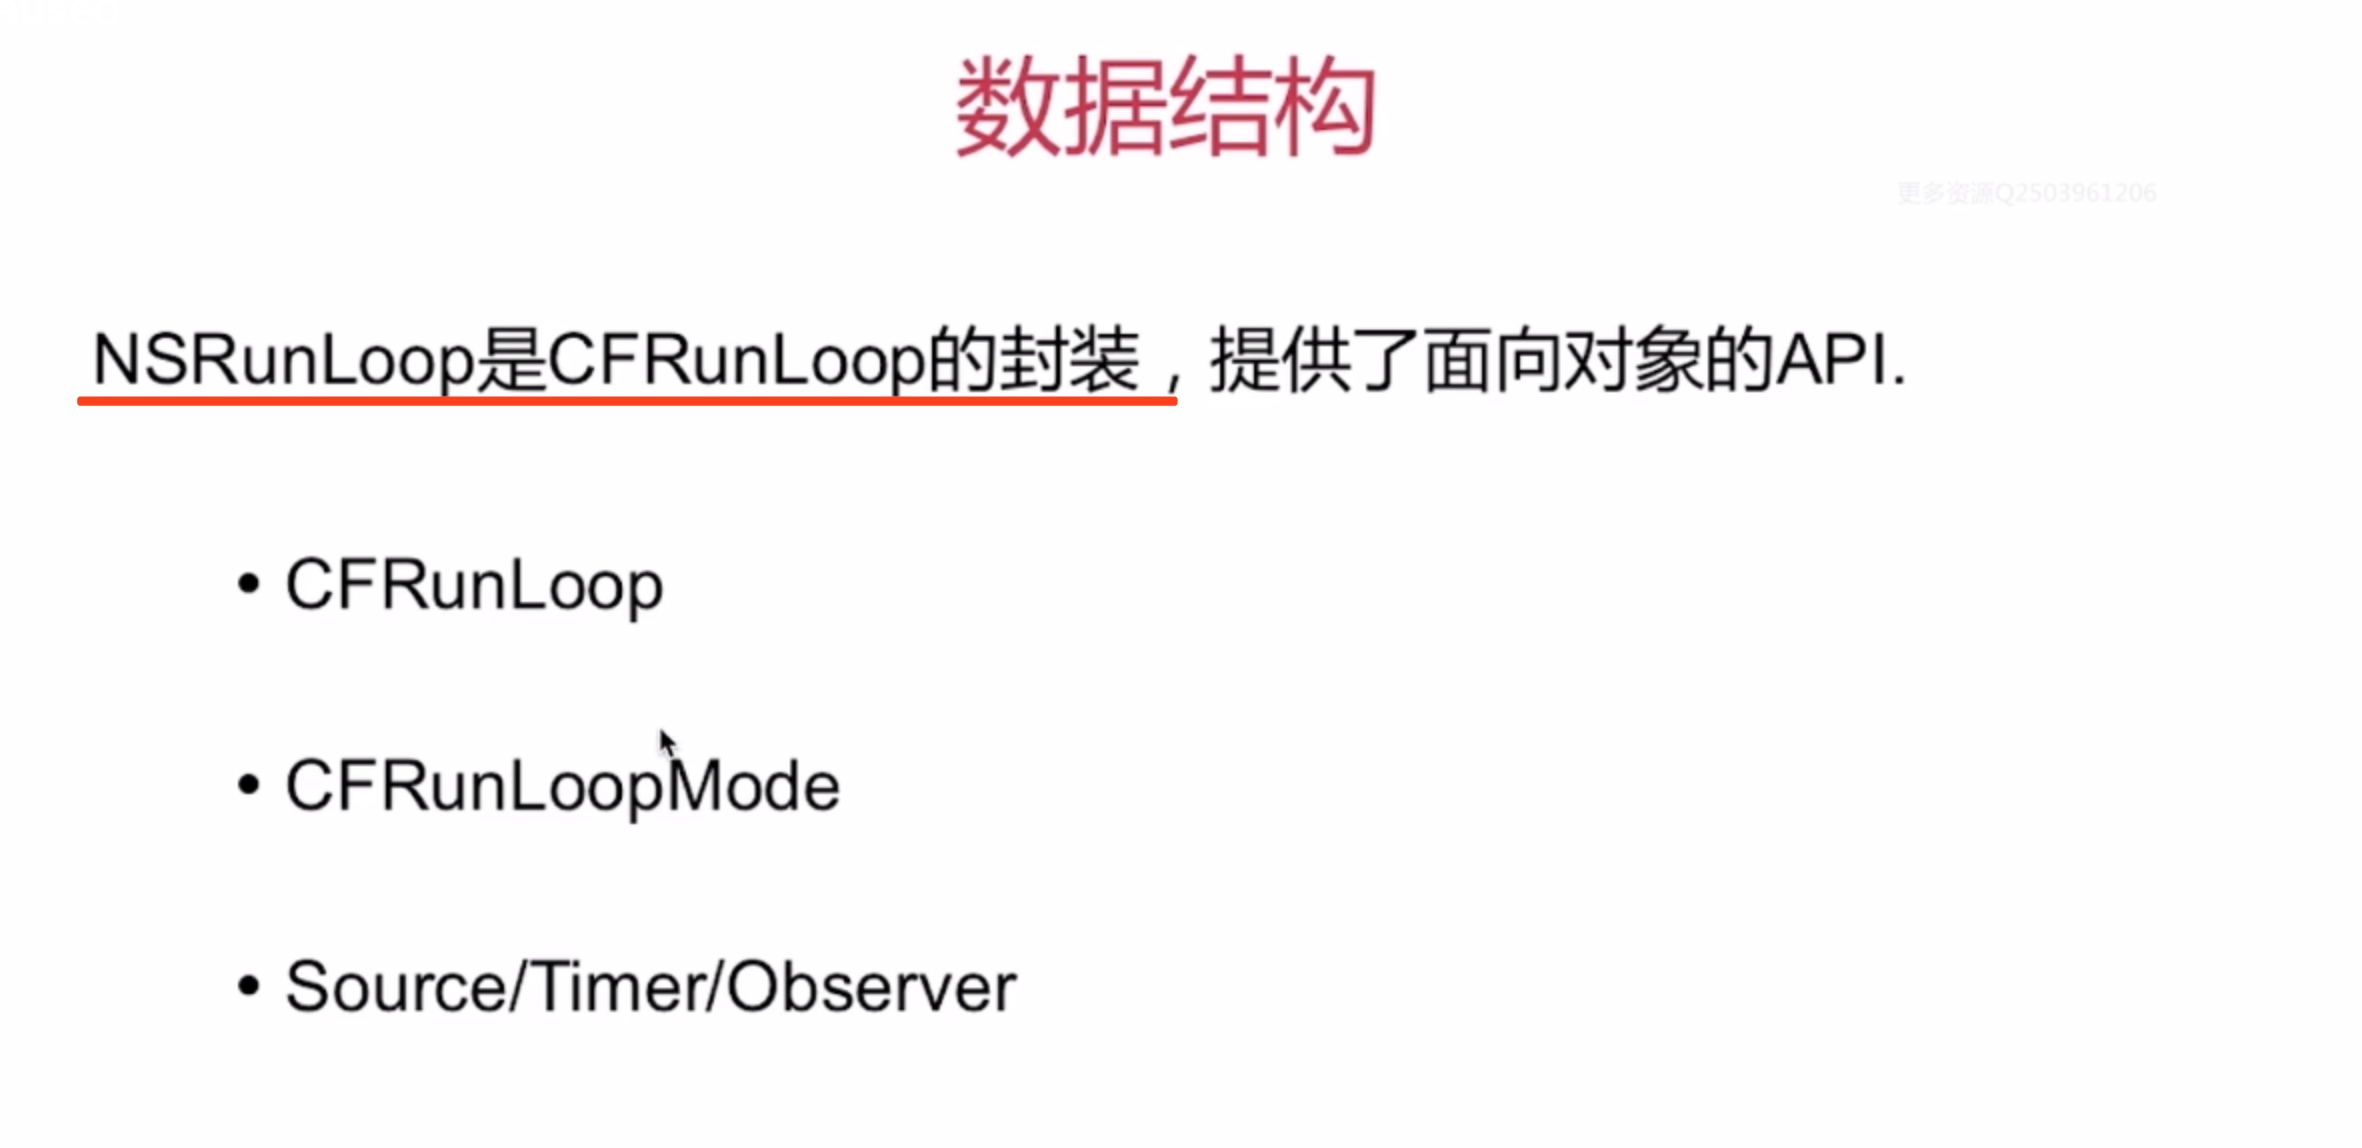 数据结构
更多资源Q2503961206
NSRunLoop是CFRunLoop的封装，提供了面向对象的API.
• CFRunLoop
• CFRunLoopMode
• Source/Timer/Observer